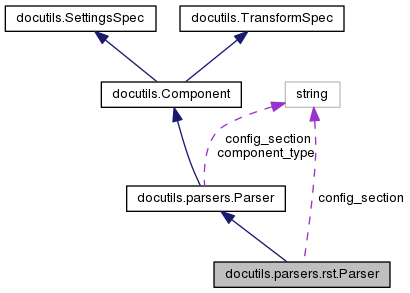 docutils.SettingsSpec
docutils.TransformSpec
docutils.Component
string
config_section
component_type
docutils.parsers.Parser
config_section
docutils.parsers.rst.Parser